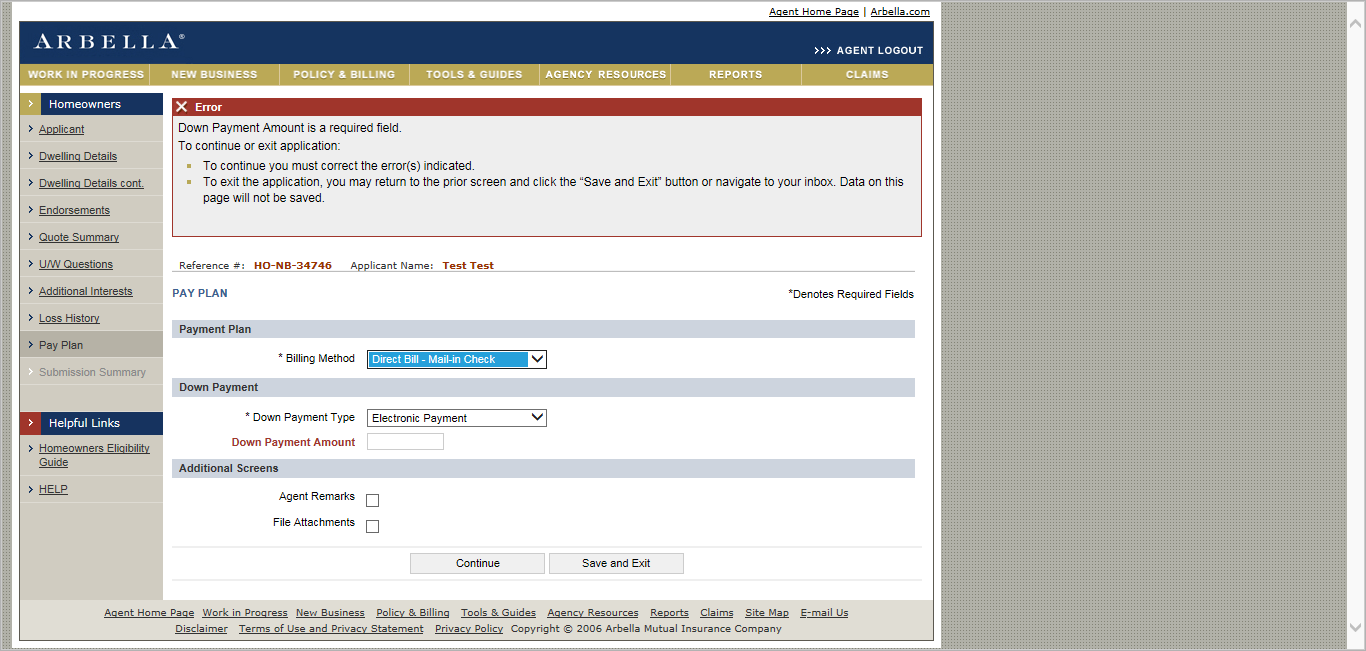 Agent Home Page | Arbella.com
ARBELLA®
>>> AGENT LOGOUT
WORK IN PROGRESS NEW BUSINESS POLICY & BILLING TOOLS & GUIDES AGENCY RESOURCES REPORTS CLAIMS
Homeowners
Applicant
Dwelling Details
Dwelling Details cont.
Endorsements
Quote Summary
U/W Questions
Additional Interests
Loss History
Pay Plan
Submission Summary
Helpful Links
Homeowners Eligibility
Guide
HELP
Error
Down Payment Amount is a required field.
To continue or exit application:
To continue you must correct the error(s) indicated.
To exit the application, you may return to the prior screen and click the “Save and Exit” button or navigate to your inbox. Data on this
page will not be saved.
Reference #: HO-NB-34746 Applicant Name: Test Test
PAY PLAN *Denotes Required Fields
Payment Plan
* Billing Method Direct Bill - Mail-in Check
Down Payment
* Down Payment Type Electronic Payment
Down Payment Amount
Additional Screens
Agent Remarks
File Attachments
Continue Save and Exit
Agent Home Page Work in Progress New Business Policy & Billing Tools & Guides Agency Resources Reports Claims Site Map E-mail Us
Disclaimer Terms of Use and Privacy Statement Privacy Policy Copyright © 2006 Arbella Mutual Insurance Company